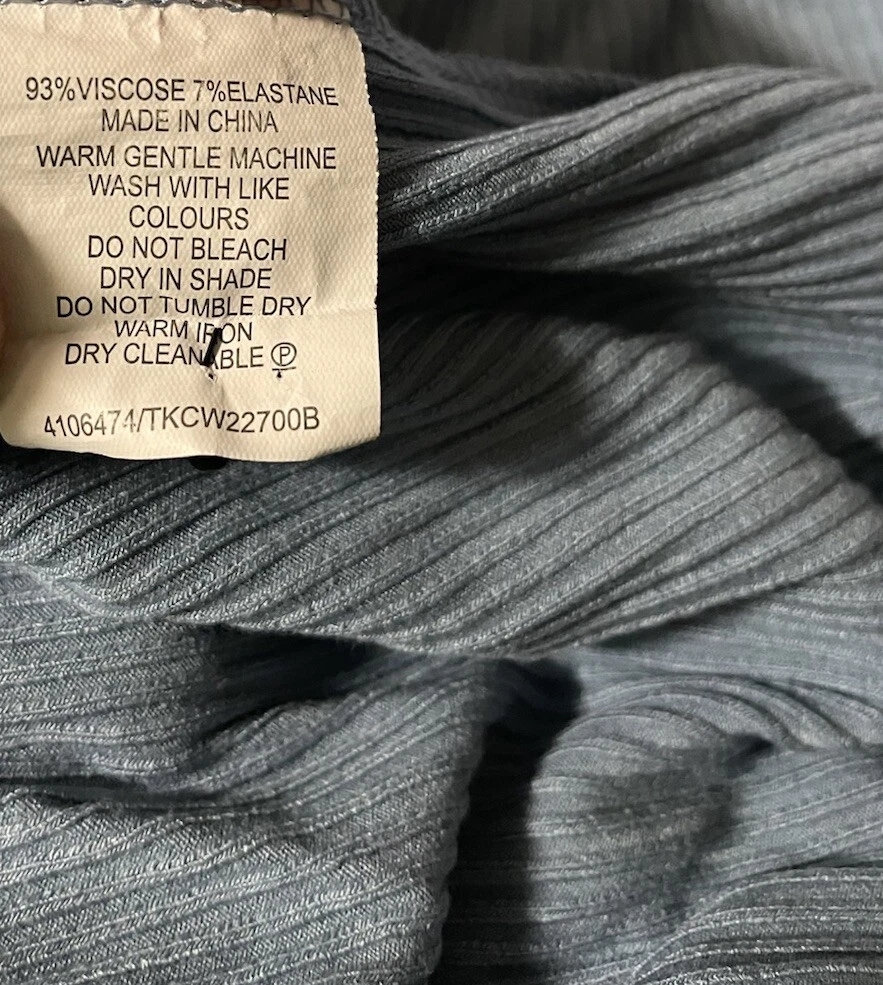 93%VISCOSE 7%ELASTANE
MADE IN CHINA
WARM GENTLE MACHINE
WASH WITH LIKE
COLOURS
DO NOT BLEACH
DRY IN SHADE
DO NOT TUMBLE DRY
WARM IRON
DRY CLEANABLE Ⓟ
4106474/TKCW22700B